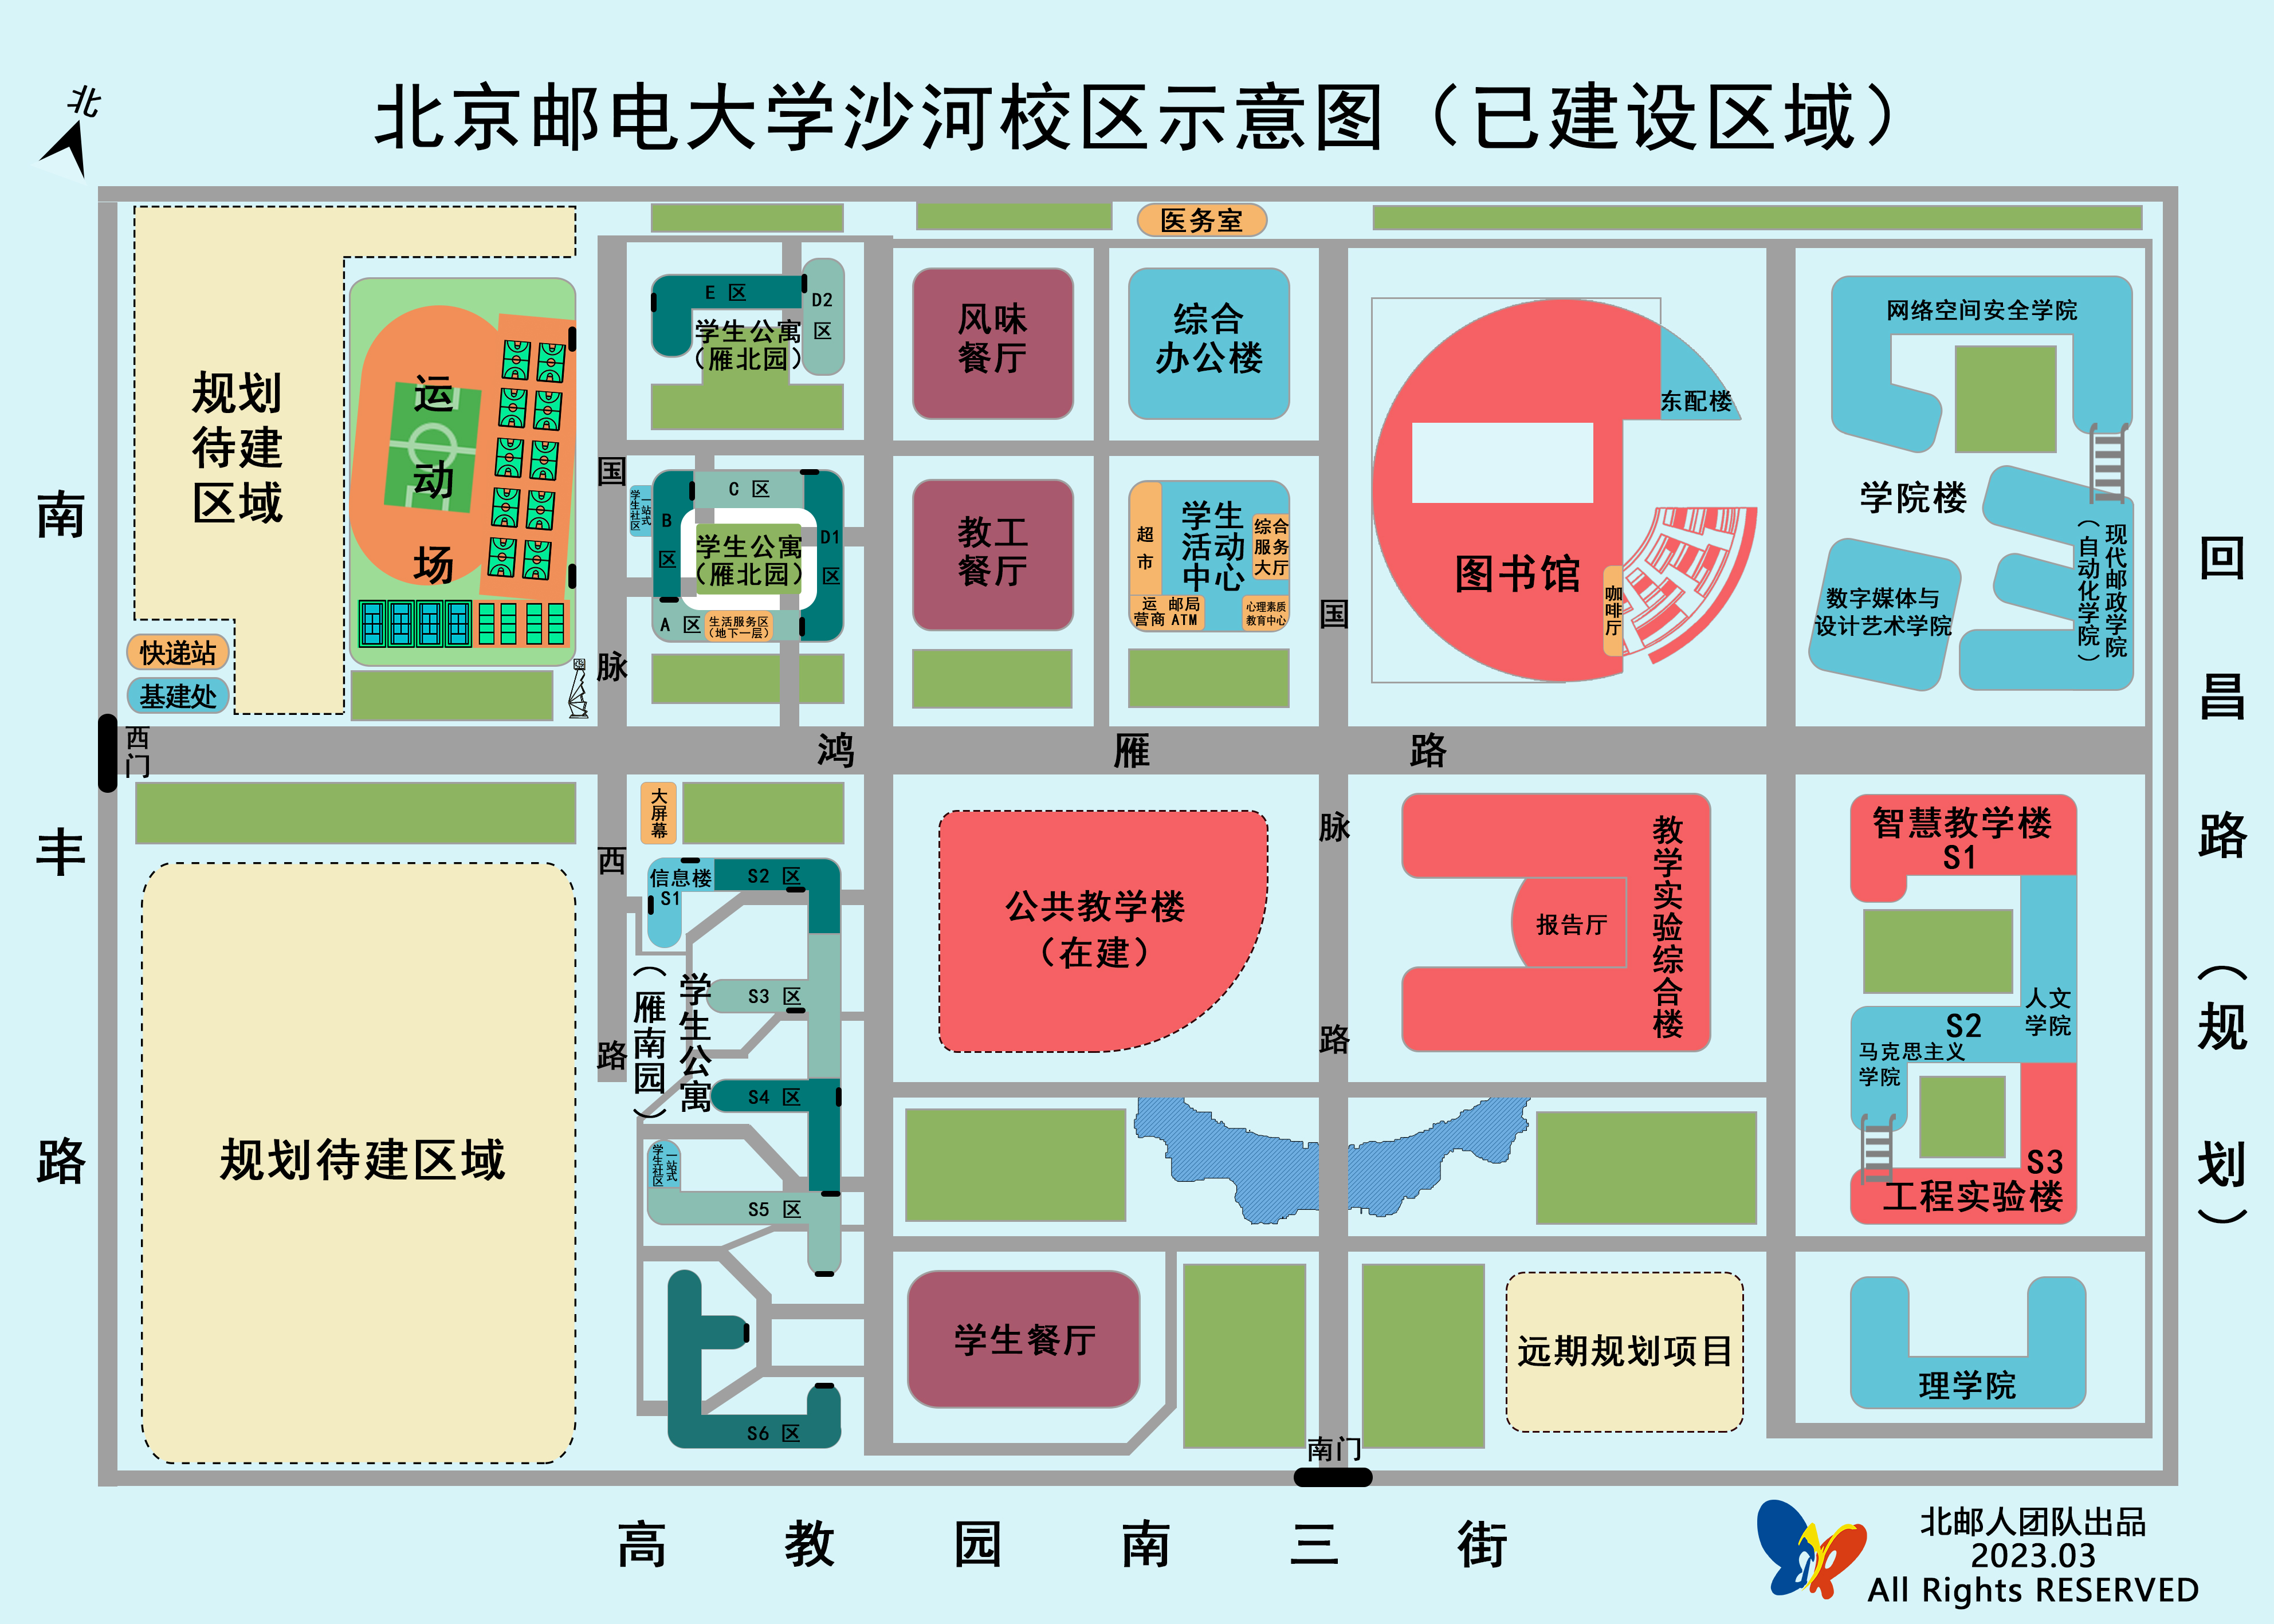 北京邮电大学沙河校区示意图（已建设区域）
北
医务室
规划
待建
区域
运
动
场
快递站
基建处
西
门
E 区
D2
区
学生公寓
（雁北园）
C 区
B
区
D1
区
学生公寓
（雁北园）
A 区
生活服务区
（地下一层）
一站式
学生社区
风味
餐厅
综合
办公楼
教工
餐厅
超
市
学生
活动
中心
综合
服务
大厅
运 邮局
营商 ATM
心理素质
教育中心
图书馆
东配楼
咖
啡
厅
网络空间安全学院
学院楼
数字媒体与
设计艺术学院
现代邮政学院
（自动化学院）
国
脉
西
路
鸿
雁
路
国
脉
路
南
丰
路
回
昌
路
（规
划）
大
屏
幕
信息楼
S1
S2 区
S3 区
S4 区
S5 区
S6 区
学生公寓
（雁南园）
一站式
学生社区
规划待建区域
公共教学楼
（在建）
教学实验综合楼
报告厅
智慧教学楼
S1
人文
学院
S2
马克思主义
学院
S3
工程实验楼
学生餐厅
远期规划项目
理学院
南门
高教园南三街
北邮人团队出品
2023.03
All Rights RESERVED